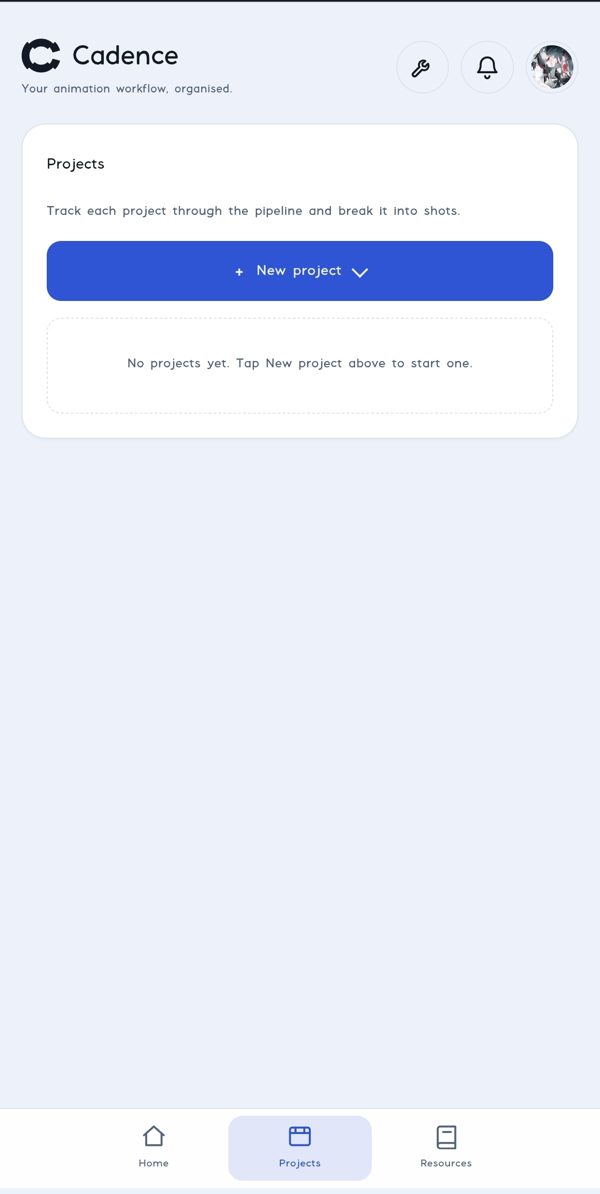 Cadence
Your animation workflow, organised.
Projects
Track each project through the pipeline and break it into shots.
+ New project
No projects yet. Tap New project above to start one.
Home
Projects
Resources